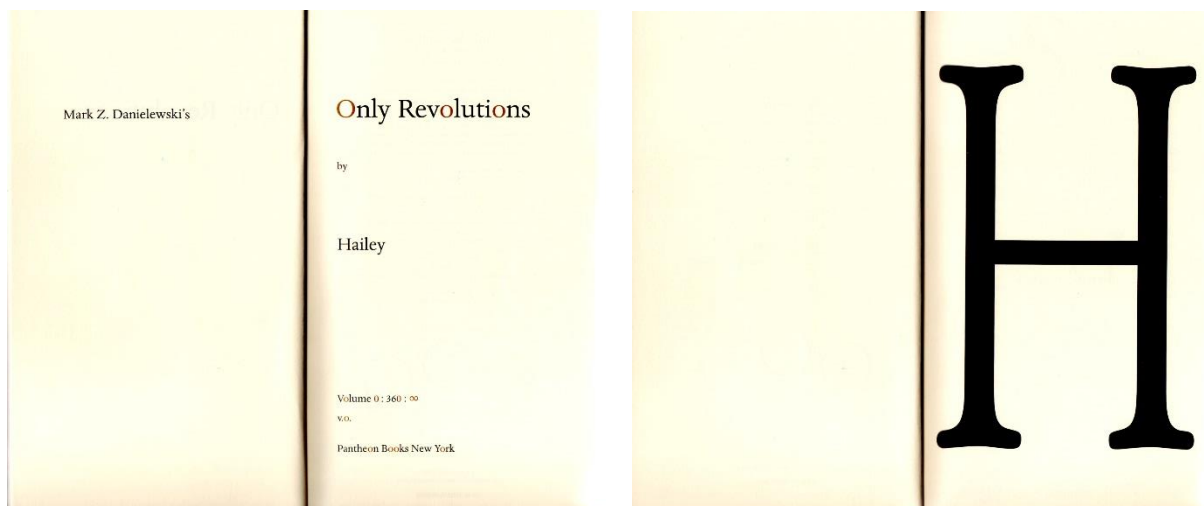 Mark Z. Danielewski's
Only Revolutions
by
Hailey
Volume 0 : 360 : ∞
v.o.
Pantheon Books New York
H